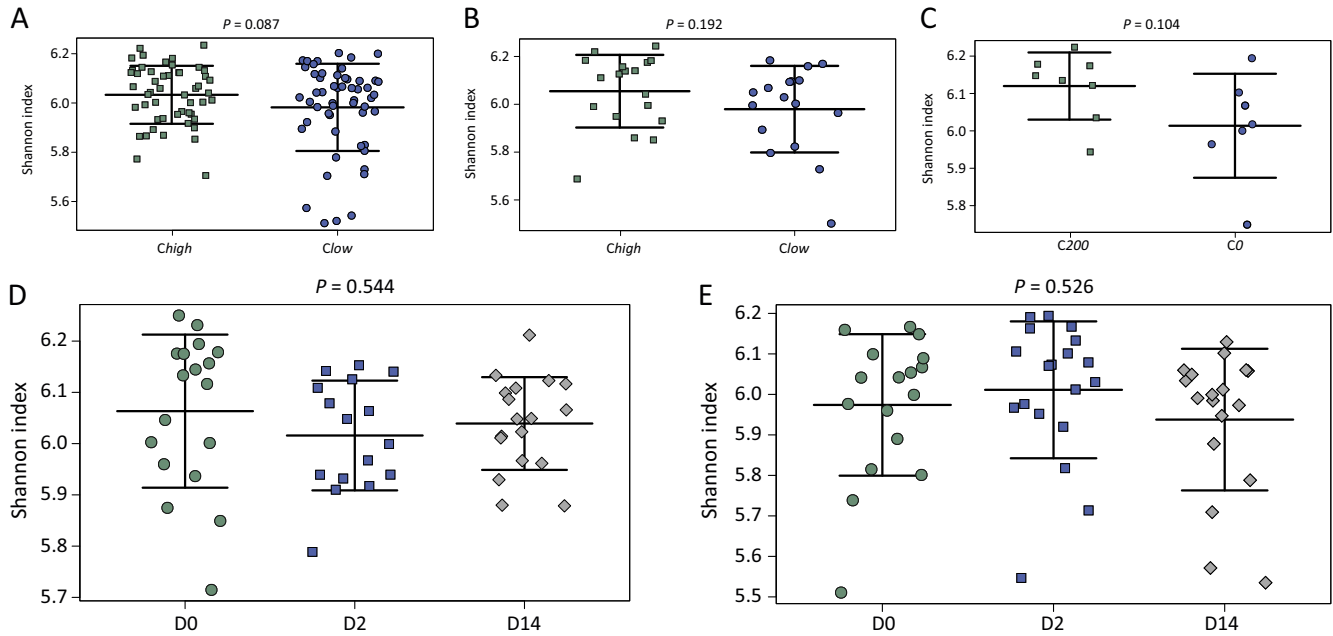 A
P = 0.087
Shannon index
6.2
6.0
5.8
5.6
Chigh
Clow
B
P = 0.192
Shannon index
6.2
6.0
5.8
5.6
Chigh
Clow
C
P = 0.104
Shannon index
6.2
6.1
6.0
5.9
5.8
C200
C0
D
P = 0.544
Shannon index
6.2
6.1
6.0
5.9
5.8
5.7
D0
D2
D14
E
P = 0.526
Shannon index
6.2
6.1
6.0
5.9
5.8
5.7
5.6
5.5
D0
D2
D14